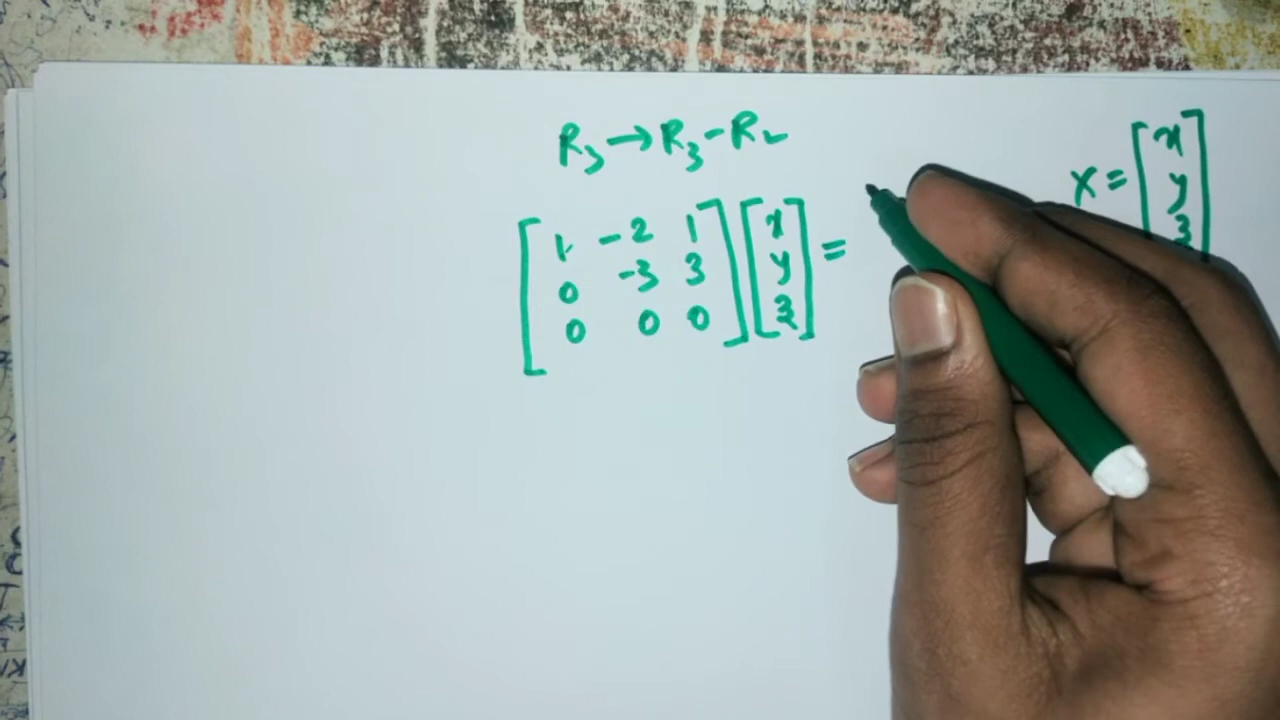 R₃→R₃-R₂
[1 -2 1] [x] =
[0 -3 3] [y]
[0 0 0] [z]
X = [x]
[y]
[z]